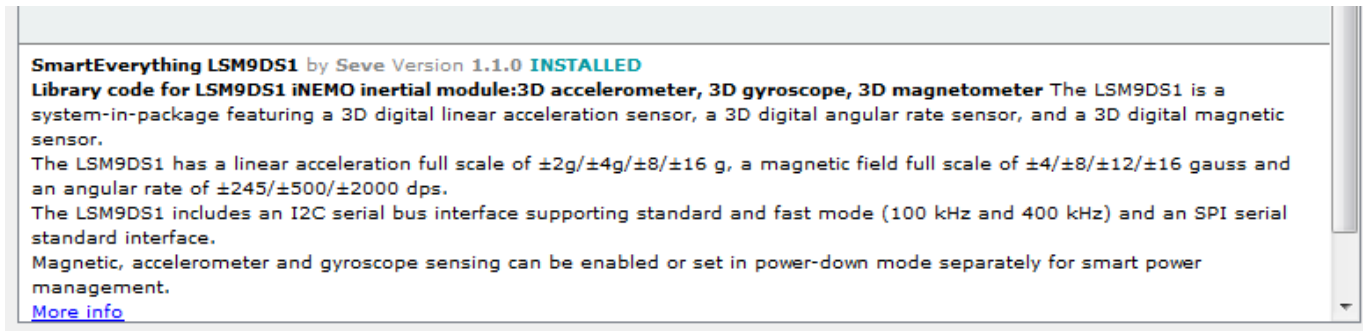 SmartEverything LSM9DS1 by Seve Version 1.1.0 INSTALLED
Library code for LSM9DS1 iNEMO inertial module:3D accelerometer, 3D gyroscope, 3D magnetometer The LSM9DS1 is a
system-in-package featuring a 3D digital linear acceleration sensor, a 3D digital angular rate sensor, and a 3D digital magnetic
sensor.
The LSM9DS1 has a linear acceleration full scale of ±2g/±4g/±8/±16 g, a magnetic field full scale of ±4/±8/±12/±16 gauss and
an angular rate of ±245/±500/±2000 dps.
The LSM9DS1 includes an I2C serial bus interface supporting standard and fast mode (100 kHz and 400 kHz) and an SPI serial
standard interface.
Magnetic, accelerometer and gyroscope sensing can be enabled or set in power-down mode separately for smart power
management.
More info